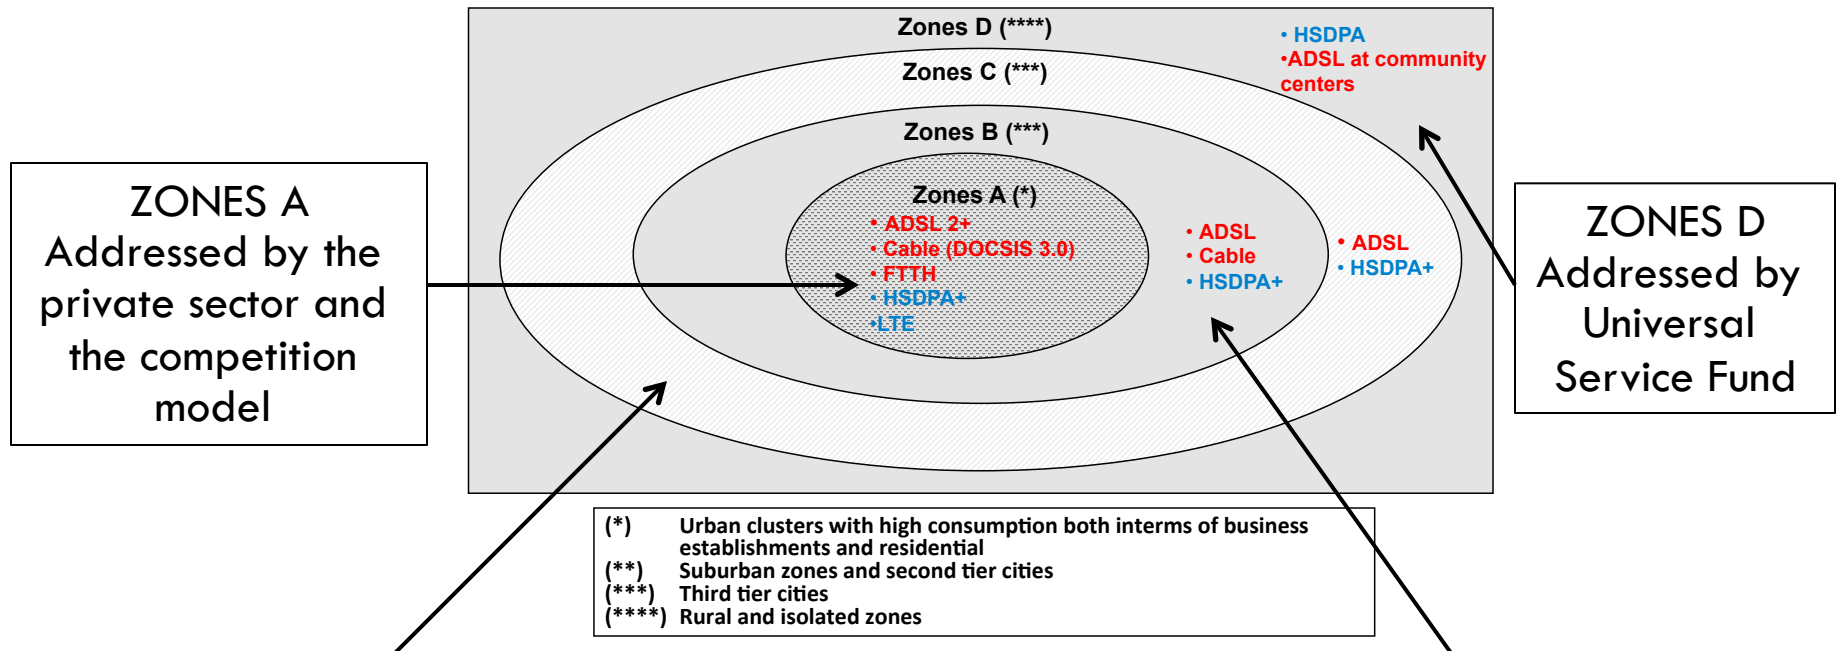 Zones D (****)
• HSDPA
•ADSL at community
centers
Zones C (***)
Zones B (***)
ZONES A
Addressed by the
private sector and
the competition
model
Zones A (*)
• ADSL 2+
• Cable (DOCSIS 3.0)
• FTTH
• HSDPA+
•LTE
• ADSL
• Cable
• HSDPA+
• ADSL
• HSDPA+
ZONES D
Addressed by
Universal
Service Fund
(*) Urban clusters with high consumption both interms of business
establishments and residential
(**) Suburban zones and second tier cities
(***) Third tier cities
(****) Rural and isolated zones